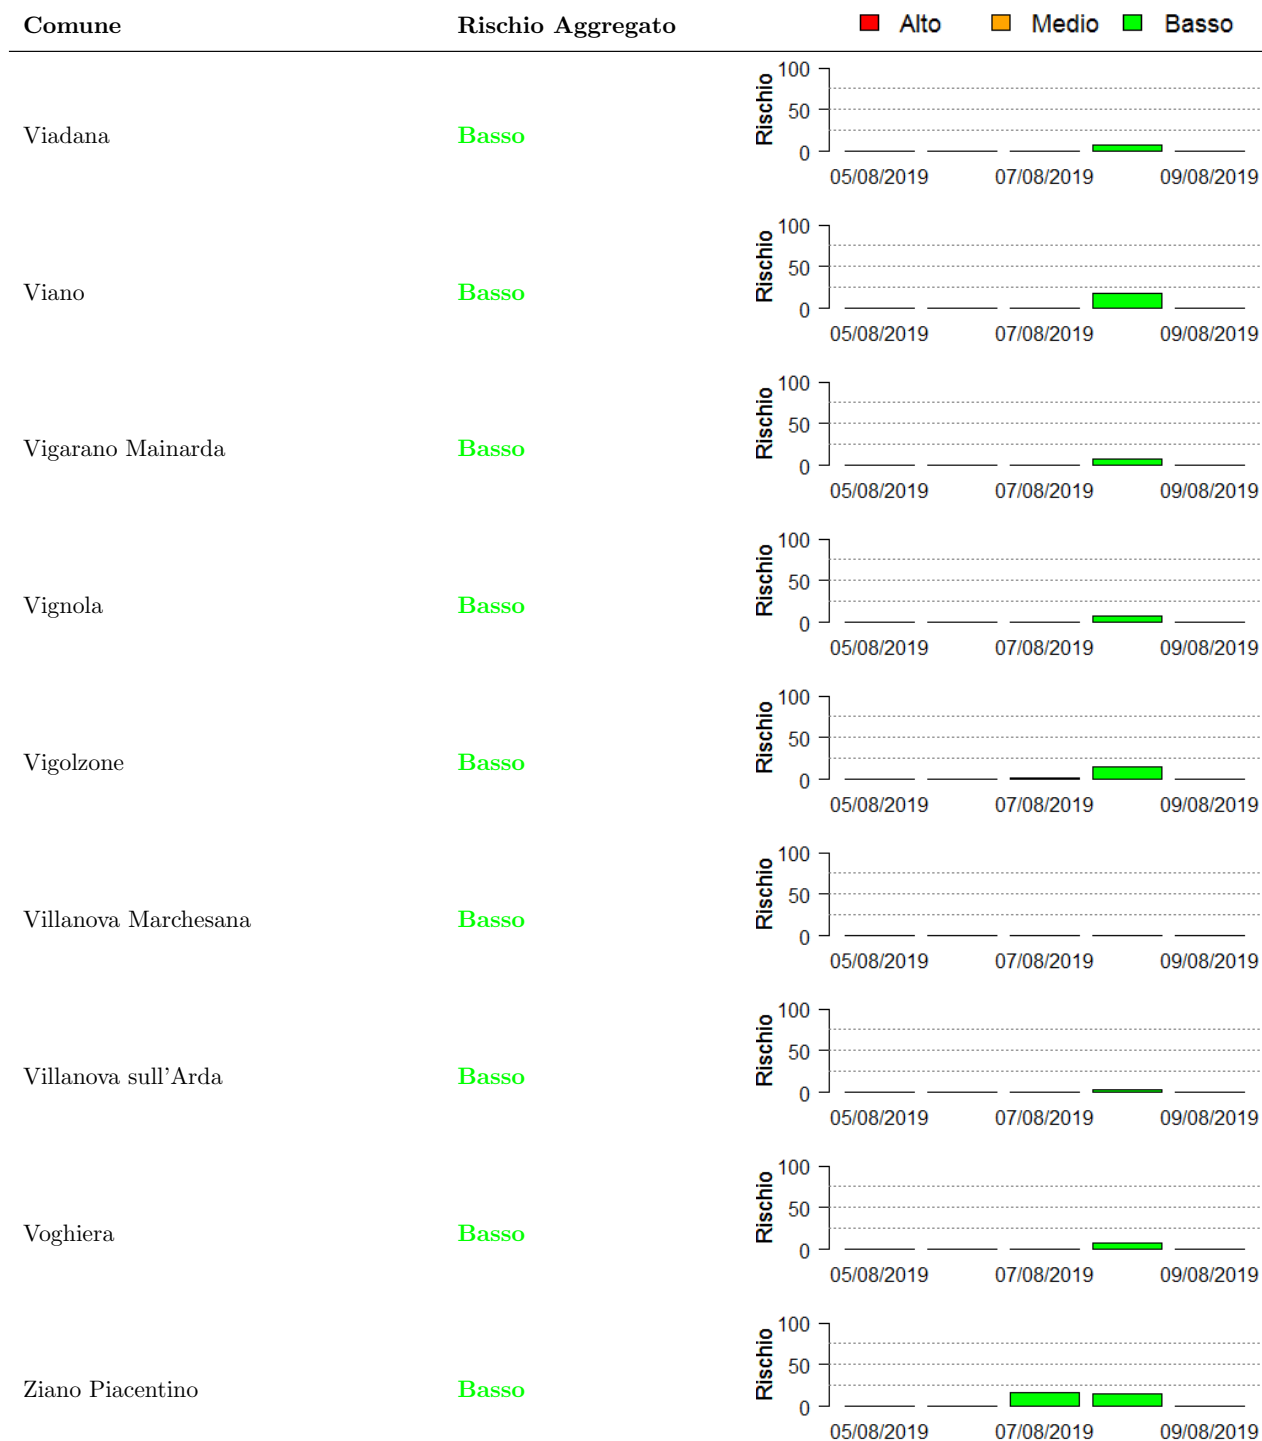 Comune Rischio Aggregato Alto Medio Basso
100
Rischio
50
Viadana Basso
0
05/08/2019 07/08/2019 09/08/2019
100
Rischio
50
Viano Basso
0
05/08/2019 07/08/2019 09/08/2019
100
Rischio
50
Vigarano Mainarda Basso
0
05/08/2019 07/08/2019 09/08/2019
100
Rischio
50
Vignola Basso
0
05/08/2019 07/08/2019 09/08/2019
100
Rischio
50
Vigolzone Basso
0
05/08/2019 07/08/2019 09/08/2019
100
Rischio
50
Villanova Marchesana Basso
0
05/08/2019 07/08/2019 09/08/2019
100
Rischio
50
Villanova sull'Arda Basso
0
05/08/2019 07/08/2019 09/08/2019
100
Rischio
50
Voghiera Basso
0
05/08/2019 07/08/2019 09/08/2019
100
Rischio
50
Ziano Piacentino Basso
0
05/08/2019 07/08/2019 09/08/2019